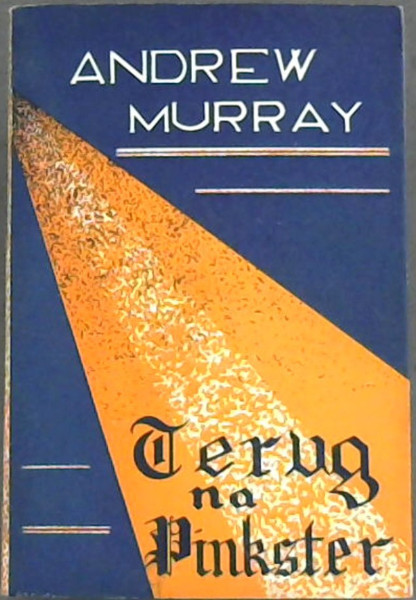 ANDREW
MURRAY
Terug
na
Pinkster